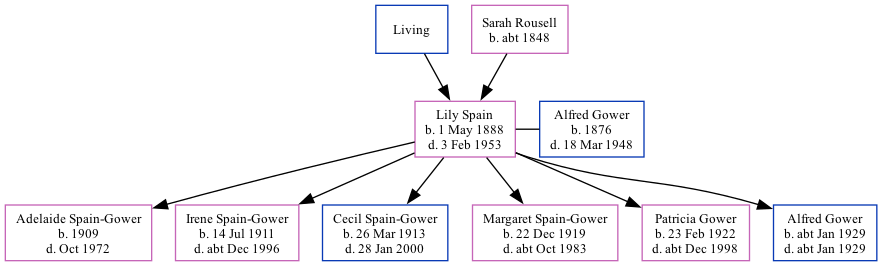 Living
Sarah Rousell
b. abt 1848
Lily Spain
b. 1 May 1888
d. 3 Feb 1953
Alfred Gower
b. 1876
d. 18 Mar 1948
Adelaide Spain-Gower
b. 1909
d. Oct 1972
Irene Spain-Gower
b. 14 Jul 1911
d. abt Dec 1996
Cecil Spain-Gower
b. 26 Mar 1913
d. 28 Jan 2000
Margaret Spain-Gower
b. 22 Dec 1919
d. abt Oct 1983
Patricia Gower
b. 23 Feb 1922
d. abt Dec 1998
Alfred Gower
b. abt Jan 1929
d. abt Jan 1929